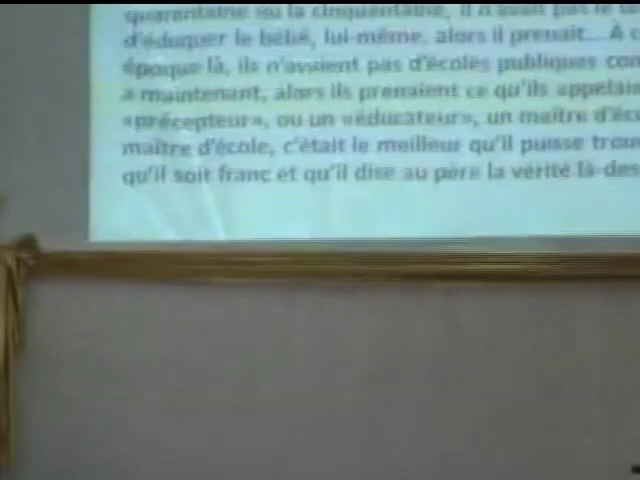 quarantaine ou la cinquantaine, il n'avait pas le
d'éduquer le bébé, lui-même, alors il prenait... À c
époque là, ils n'avaient pas d'écoles publiques com
a maintenant, alors ils prenaient ce qu'ils appelaie
«précepteur», ou un «éducateur», un maître d'éco
maître d'école, c'était le meilleur qu'il puisse trou
qu'il soit franc et qu'il dise au père la vérité là-des